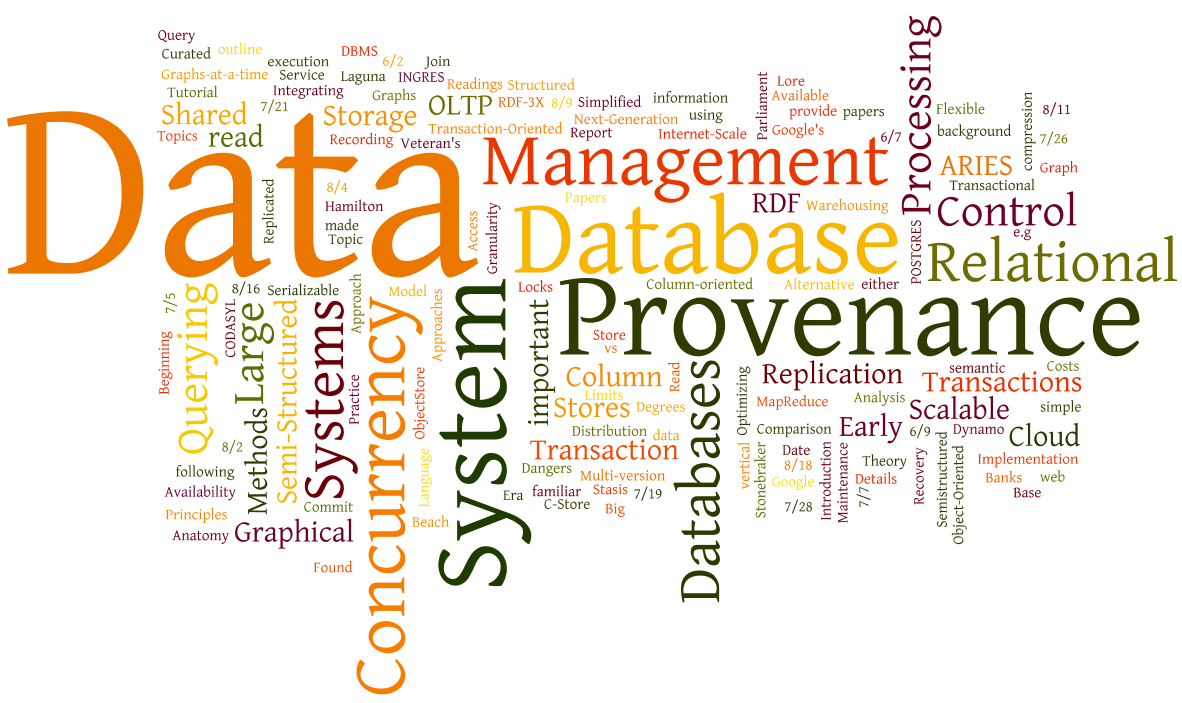 Query
Curated
outline
execution
DBMS
6/2
Join
Graphs-at-a-time
Service
Laguna
INGRES
Tutorial
Integrating
Graphs
Readings
Structured
Shared
7/21
Storage
OLTP
RDF-3X
8/9
Simplified
information
using
Topics
read
Recording
Veteran's
Transaction-Oriented
Next-Generation
Report
Internet-Scale
Parliament
Lore
Available
provide
papers
Google's
6/7
Processing
Flexible
background
compression
8/11
7/26
Data
Management
ARIES
Graph
Transactional
Replicated
8/4
Hamilton
made
Topic
Access
Granularity
Papers
Database
RDF
Warehousing
POSTGRES
Control
e.g
Relational
7/5
Querying
8/16
Serializable
Approach
Model
Approaches
Locks
Column-oriented
Alternative
either
Provenance
CODASYL
Large
Semi-Structured
Systems
Concurrency
System
important
Store
vs
Beginning
Practice
ObjectStore
Column
Read
Limits
Stores
Degrees
Databases
Optimizing
Replication
semantic
Costs
Transactions
MapReduce
Analysis
Scalable
simple
8/2
Methods
Distribution
data
Comparison
Early
6/9
Dynamo
Cloud
following
Language
Transaction
vertical
Date
8/18
Theory
Recovery
Semistructured
Object-Oriented
Implementation
Availability
Dangers
Multi-version
Stonebraker
Google
Introduction
Maintenance
Details
7/7
Banks
web
Base
Principles
Commit
Era
familiar
C-Store
Stasis
7/19
Big
7/28
Anatomy
Graphical
Beach
Found